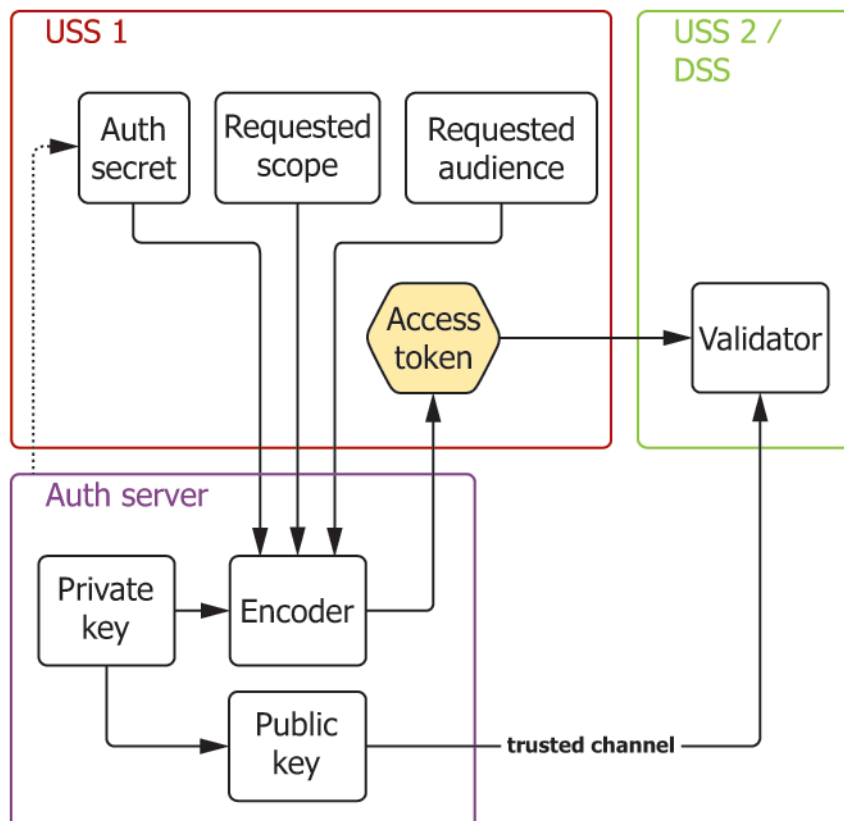 USS 1
USS 2 /
DSS
Auth
secret
Requested
scope
Requested
audience
Access
token
Validator
Auth server
Private
key
Encoder
Public
key
trusted channel